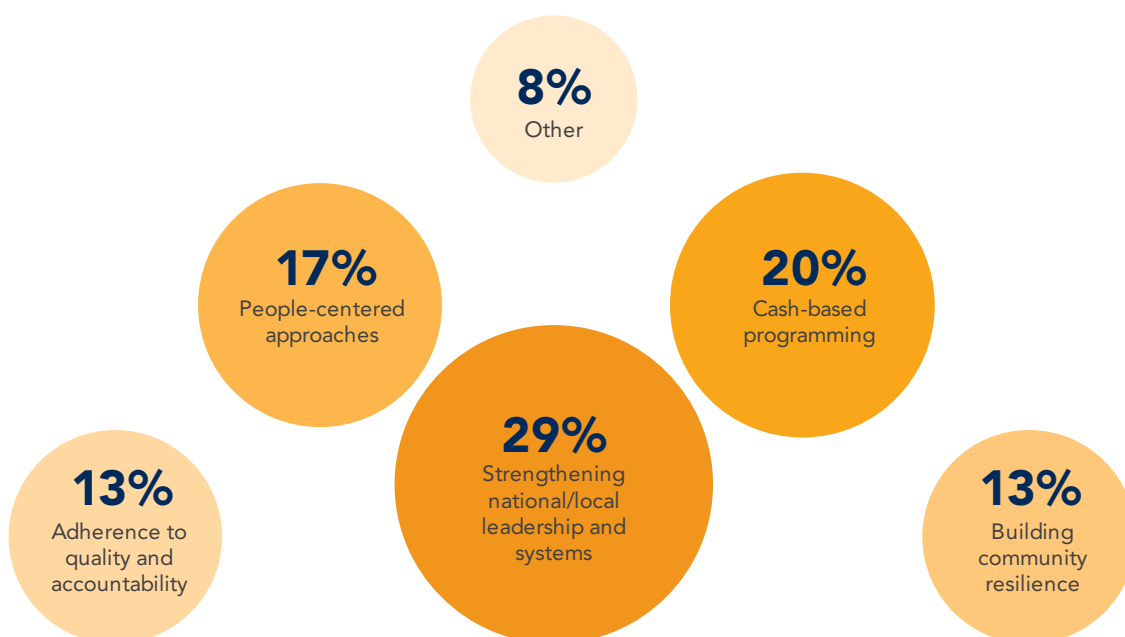 8%
Other
17%
People-centered
approaches
20%
Cash-based
programming
29%
Strengthening
national/local
leadership and
systems
13%
Adherence to
quality and
accountability
13%
Building
community
resilience